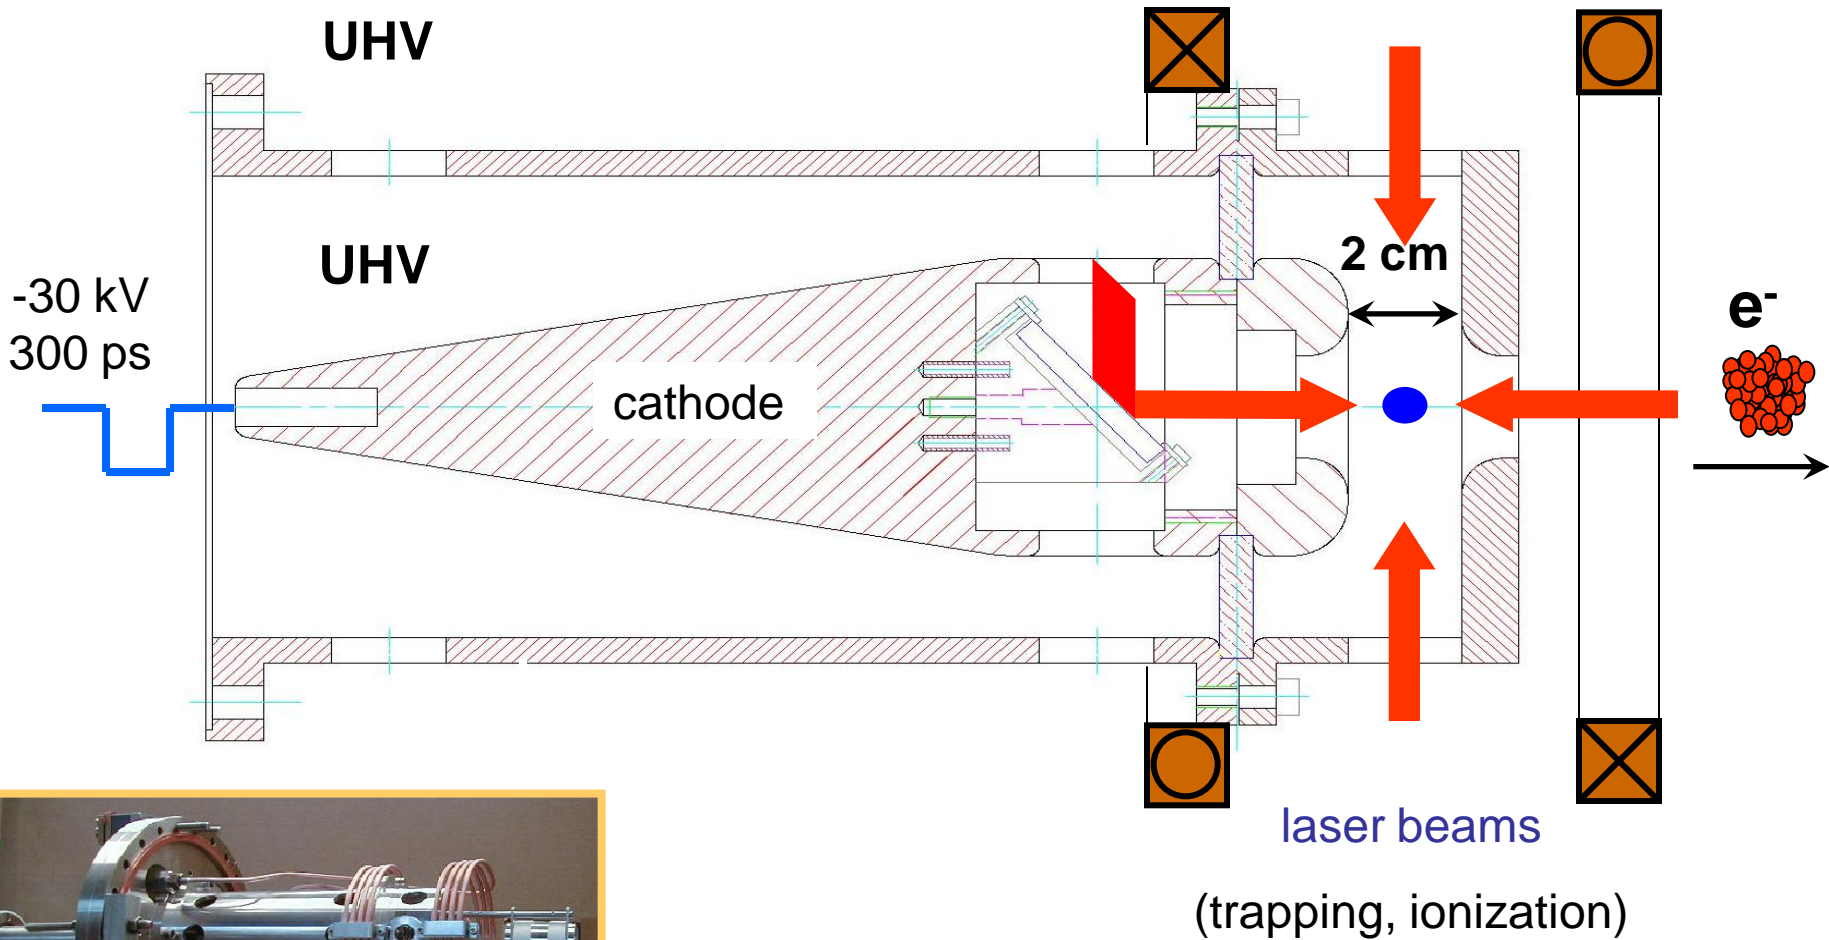 UHV
UHV
2 cm
-30 kV
300 ps
e-
cathode
laser beams
(trapping, ionization)